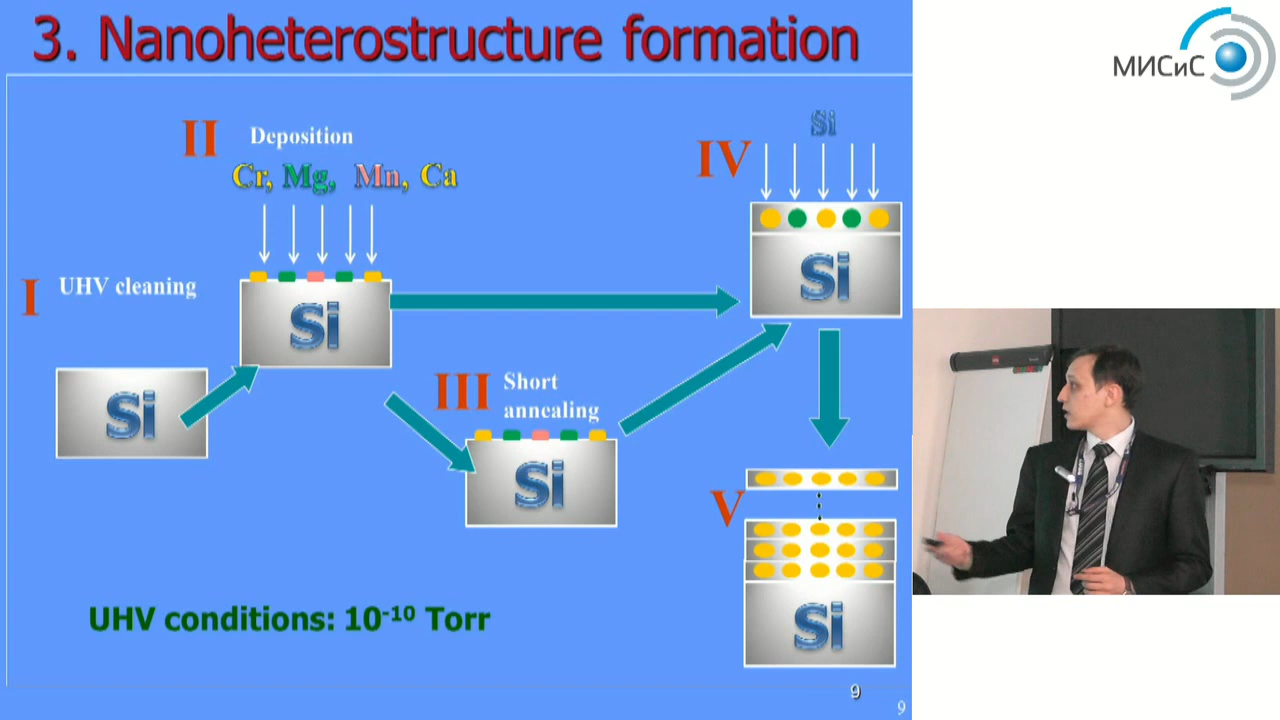 3. Nanoheterostructure formation
МИСиС
II Deposition
Cr, Mg, Mn, Ca
Si
IV
I UHV cleaning
Si
Si
Si
III Short
annealing
Si
V
UHV conditions: 10⁻¹⁰ Torr
Si
9
9